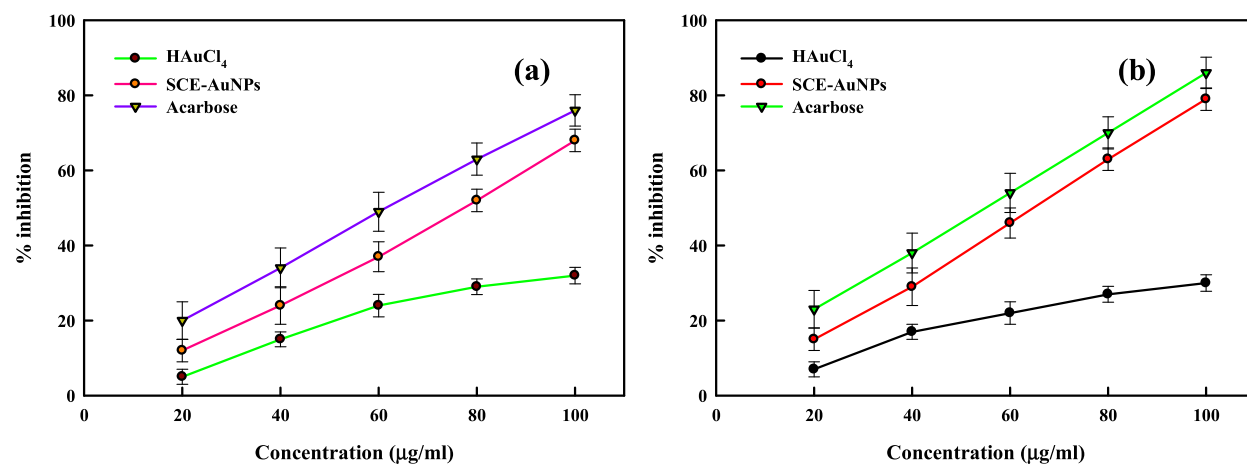 100
80
60
40
20
0
% inhibition
HAuCl₄
SCE-AuNPs
Acarbose
(a)
0 20 40 60 80 100
Concentration (μg/ml)
100
80
60
40
20
0
% inhibition
HAuCl₄
SCE-AuNPs
Acarbose
(b)
0 20 40 60 80 100
Concentration (μg/ml)